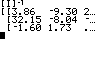 [[I]]⁻¹
[[3.86 -9.30 2…
[32.15 -8.04 -…
[-1.60 1.73 …